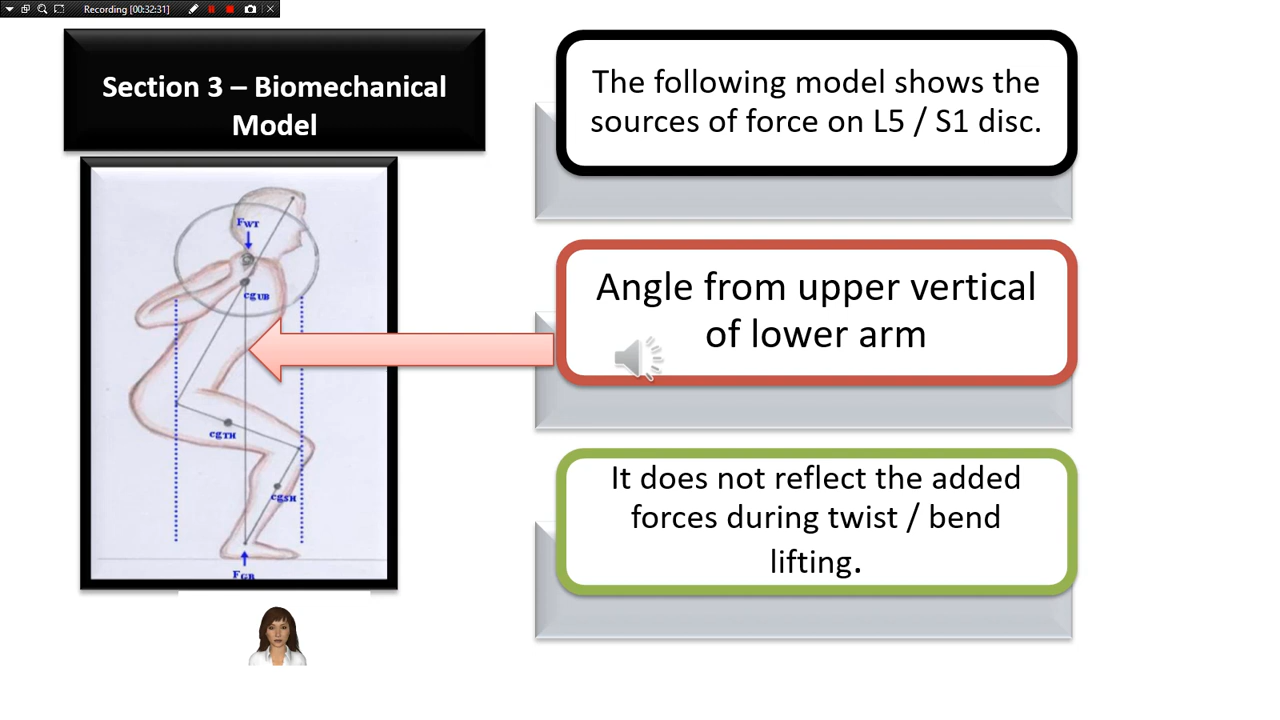 Recording [00:32:31]
Section 3 – Biomechanical
Model
The following model shows the
sources of force on L5 / S1 disc.
Angle from upper vertical
of lower arm
It does not reflect the added
forces during twist / bend
lifting.
FWT
cgUB
cgTH
cgSH
FGR